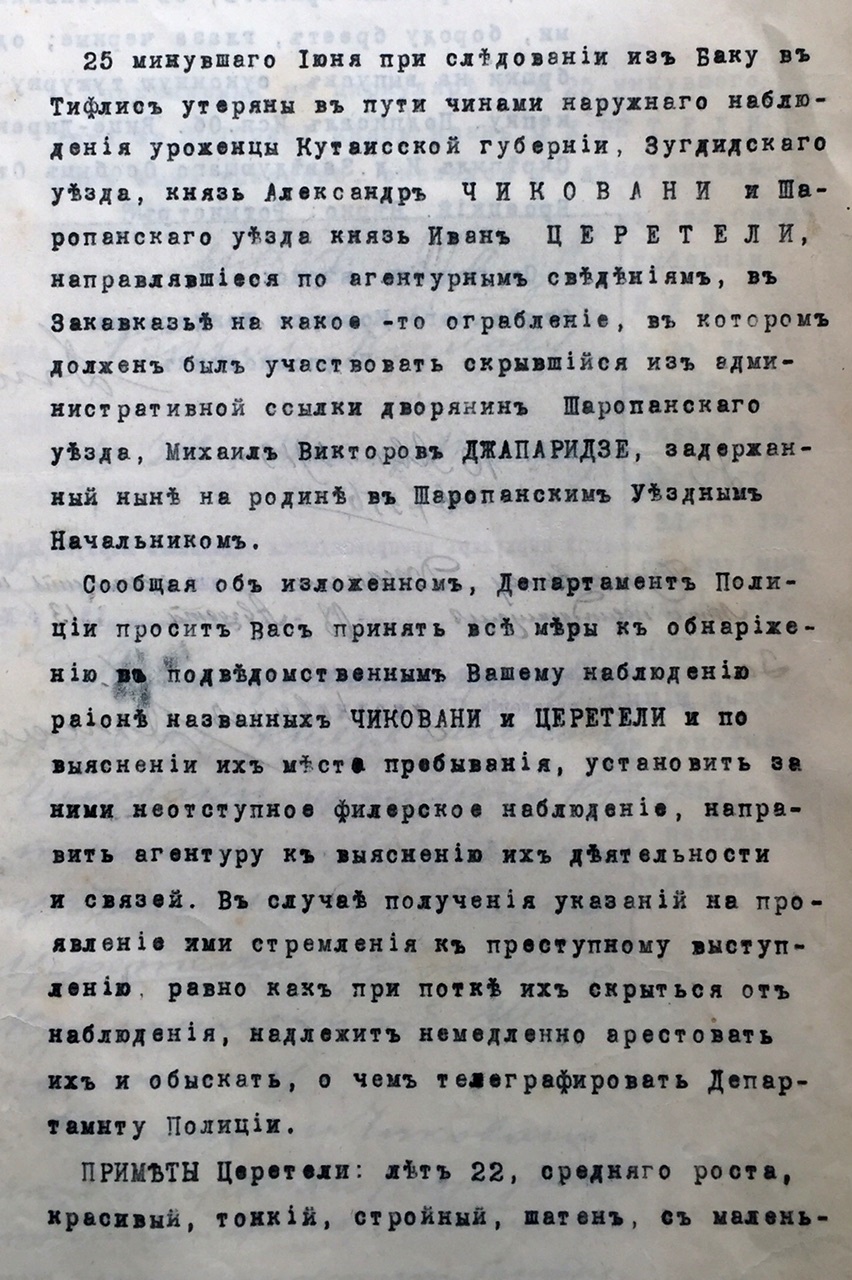 25 минувшаго Іюня при слѣдованіи изъ Баку въ
Тифлисъ утеряны въ пути чинами наружнаго наблю-
денія уроженцы Кутаисской губерніи, Зугдидскаго
уѣзда, князь Александръ Ч И К О В А Н И и Ша-
ропанскаго уѣзда князь Иванъ Ц Е Р Е Т Е Л И,
направлявшіеся по агентурнымъ свѣдѣніямъ, въ
Закавказьѣ на какое -то ограбленіе, въ которомъ
долженъ былъ участвовать скрывшійся изъ адми-
нистративной ссылки дворянинъ Шаропанскаго
уѣзда, Михаилъ Викторовъ ДЖАПАРИДЗЕ, задержан-
ный нынѣ на родинѣ въ Шаропанскимъ Уѣзднымъ
Начальникомъ.
Сообщая объ изложенномъ, Департаментъ Поли-
ціи проситъ Васъ принять всѣ мѣры къ обнаріже-
нію въ подвѣдомственнымъ Вашему наблюденію
раіонѣ названныхъ ЧИКОВАНИ и ЦЕРЕТЕЛИ и по
выясненіи ихъ мѣста пребыванія, установить за
ними неотступное филерское наблюденіе, напра-
вить агентуру къ выясненію ихъ дѣятельности
и связей. Въ случаѣ полученія указаній на про-
явленіе ими стремленія къ преступному выступ-
ленію, равно какъ при поткѣ ихъ скрыться отъ
наблюденія, надлежитъ немедленно арестовать
ихъ и обыскать, о чемъ телеграфировать Депар-
тамнту Полиціи.
ПРИМѢТЫ Церетели: лѣтъ 22, средняго роста,
красивый, тонкій, стройный, шатенъ, съ малень-